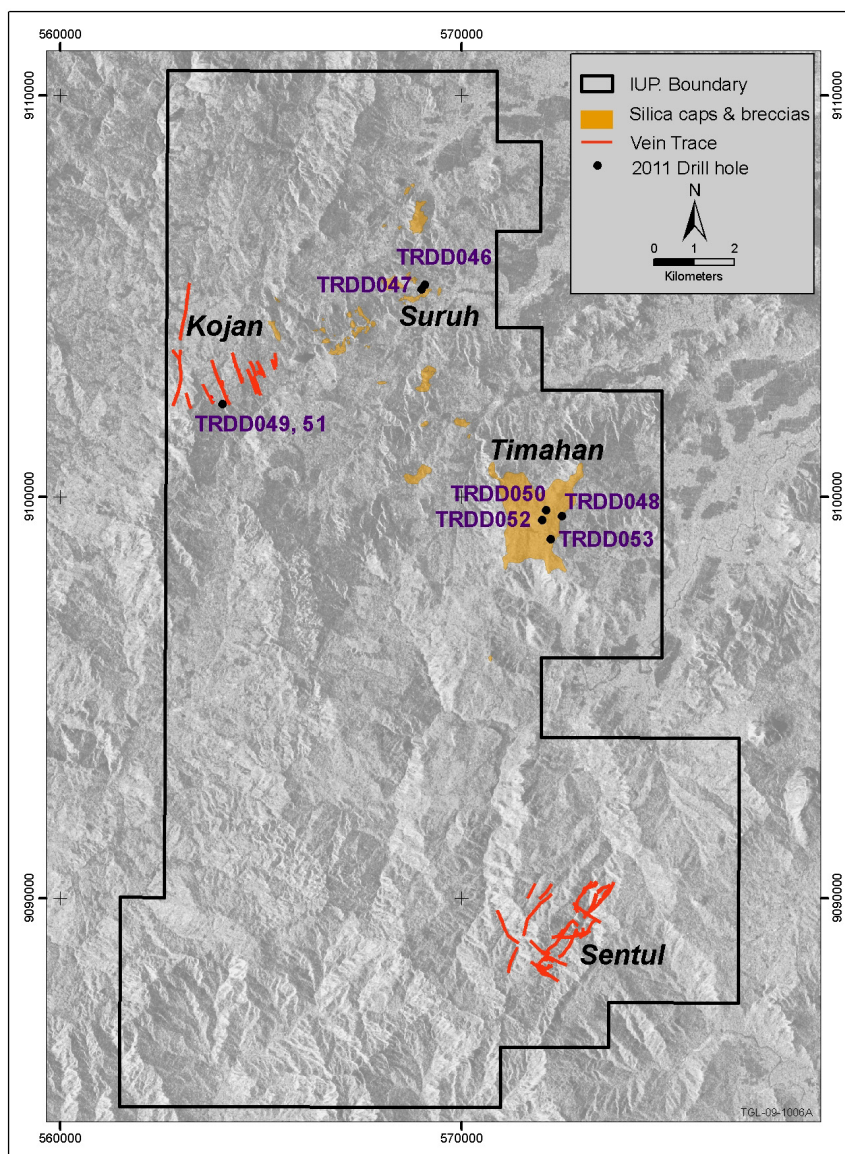 560000
570000
9110000
9110000
IUP. Boundary
Silica caps & breccias
Vein Trace
2011 Drill hole
N
0
1
2
Kilometers
TRDD046
TRDD047
Suruh
Kojan
TRDD049, 51
Timahan
TRDD050
TRDD048
TRDD052
TRDD053
9100000
9100000
9090000
9090000
Sentul
TGL-09-1006A
560000
570000